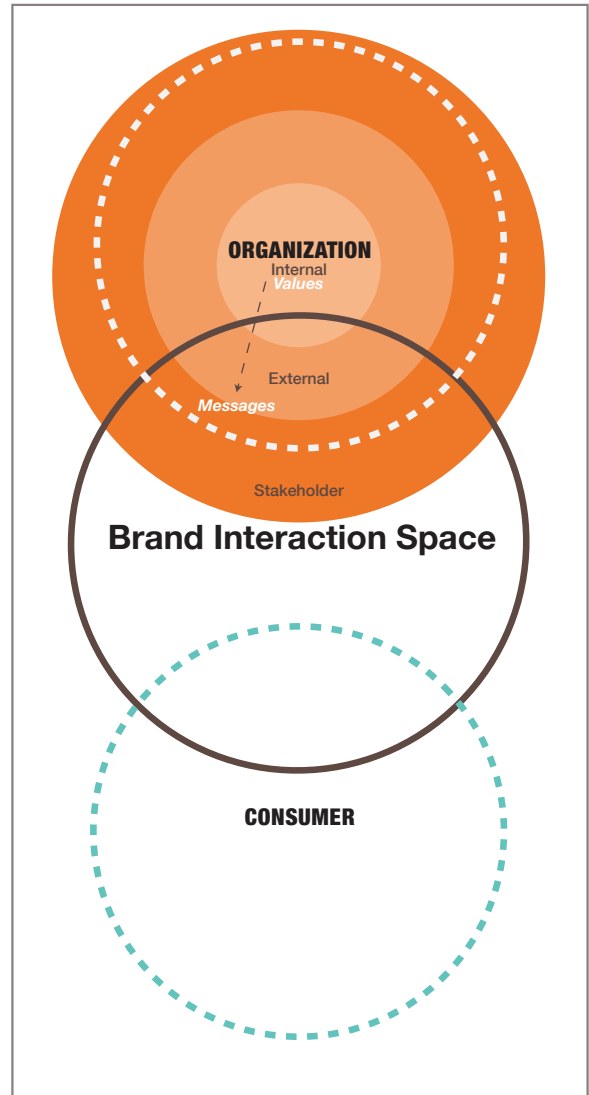 ORGANIZATION
Internal
Values
External
Messages
Stakeholder
Brand Interaction Space
CONSUMER